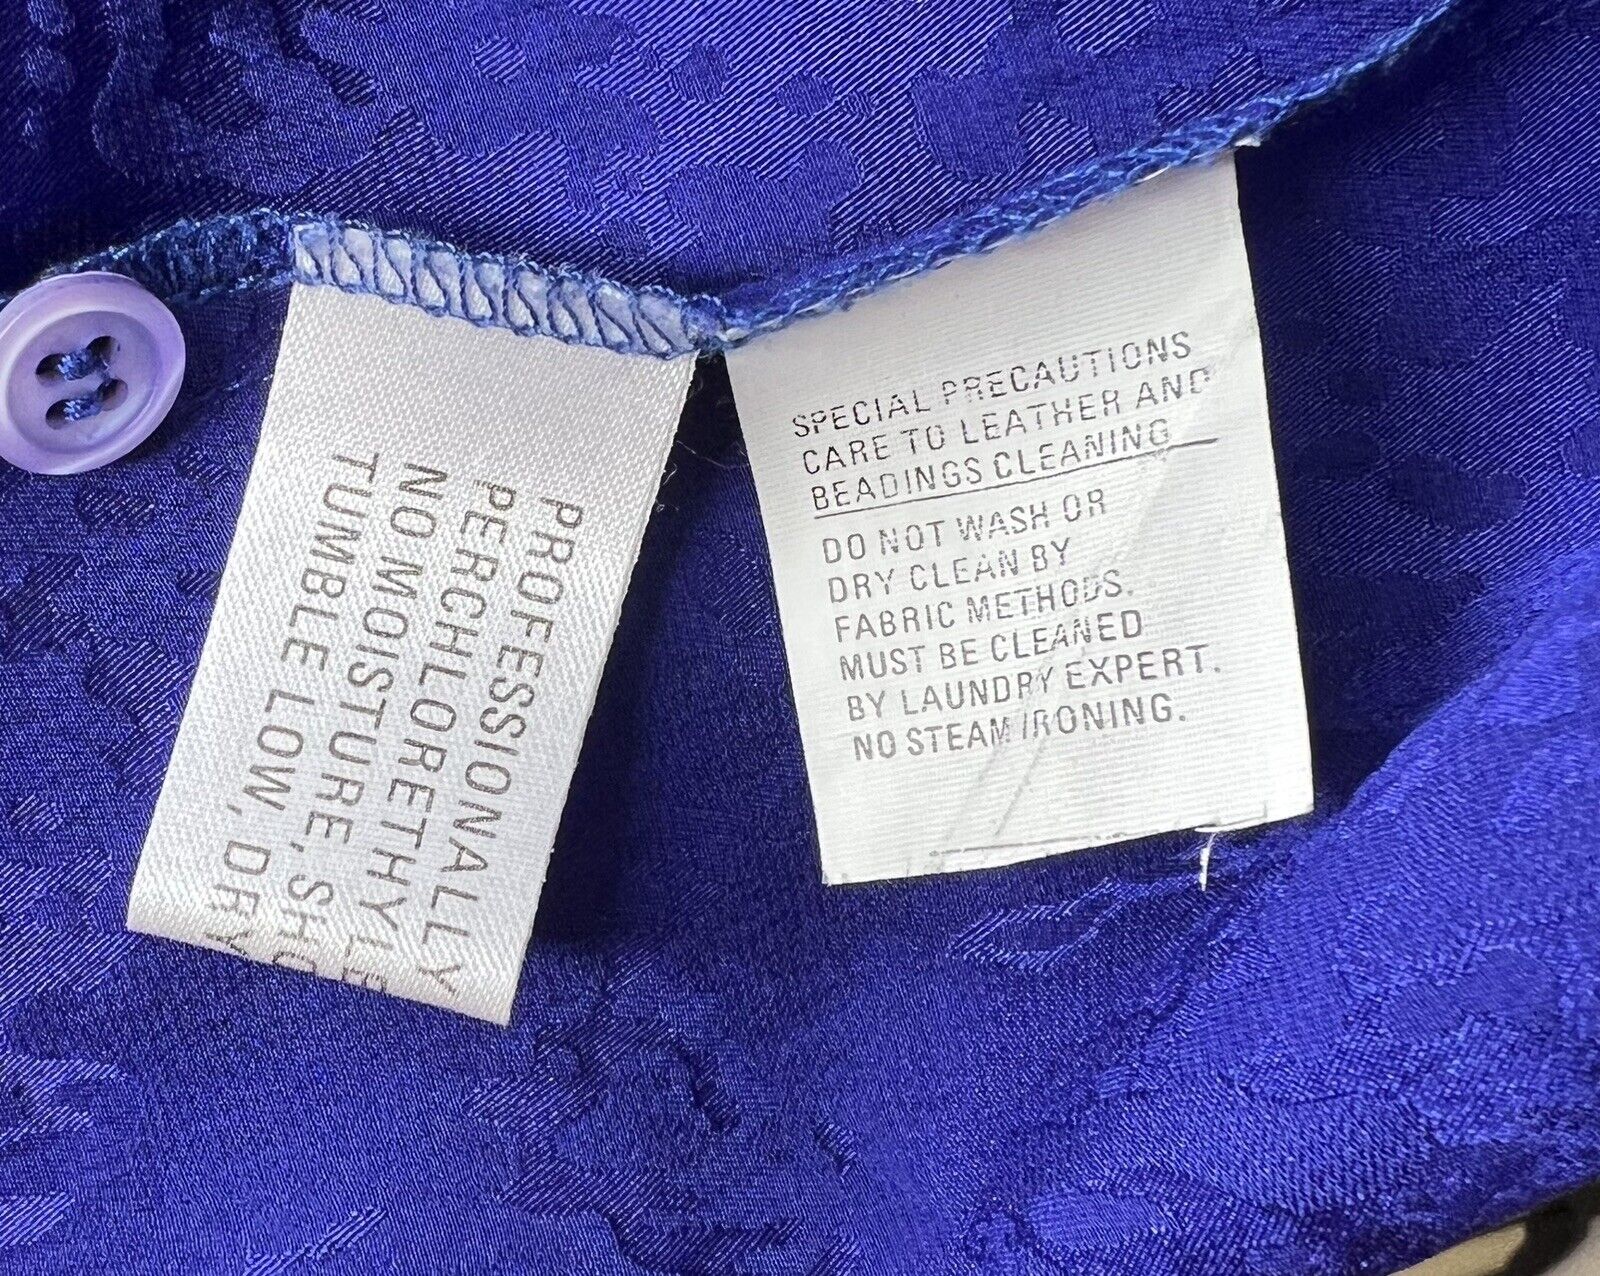 PROFESSIONALLY
PERCHLORETHYLE
NO MOISTURE, SHO
TUMBLE LOW, DRY
SPECIAL PRECAUTIONS
CARE TO LEATHER AND
BEADINGS CLEANING
DO NOT WASH OR
DRY CLEAN BY
FABRIC METHODS.
MUST BE CLEANED
BY LAUNDRY EXPERT.
NO STEAM IRONING.